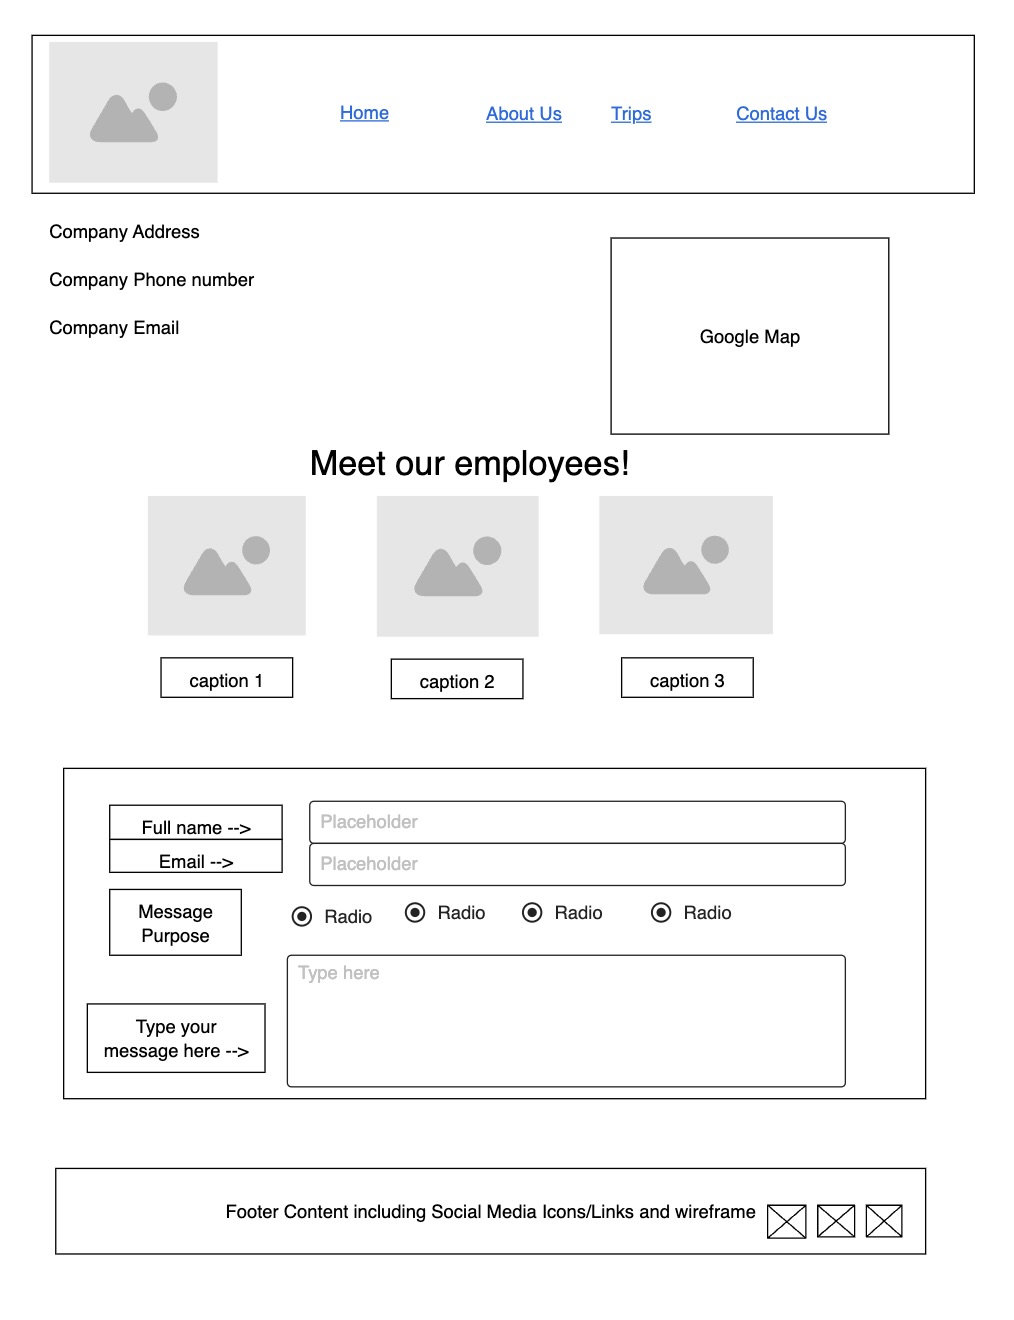 Home About Us Trips Contact Us
Company Address
Company Phone number
Company Email
Google Map
Meet our employees!
caption 1
caption 2
caption 3
Full name -->
Placeholder
Email -->
Placeholder
Message
Purpose
Radio
Radio
Radio
Radio
Type here
Type your
message here -->
Footer Content including Social Media Icons/Links and wireframe